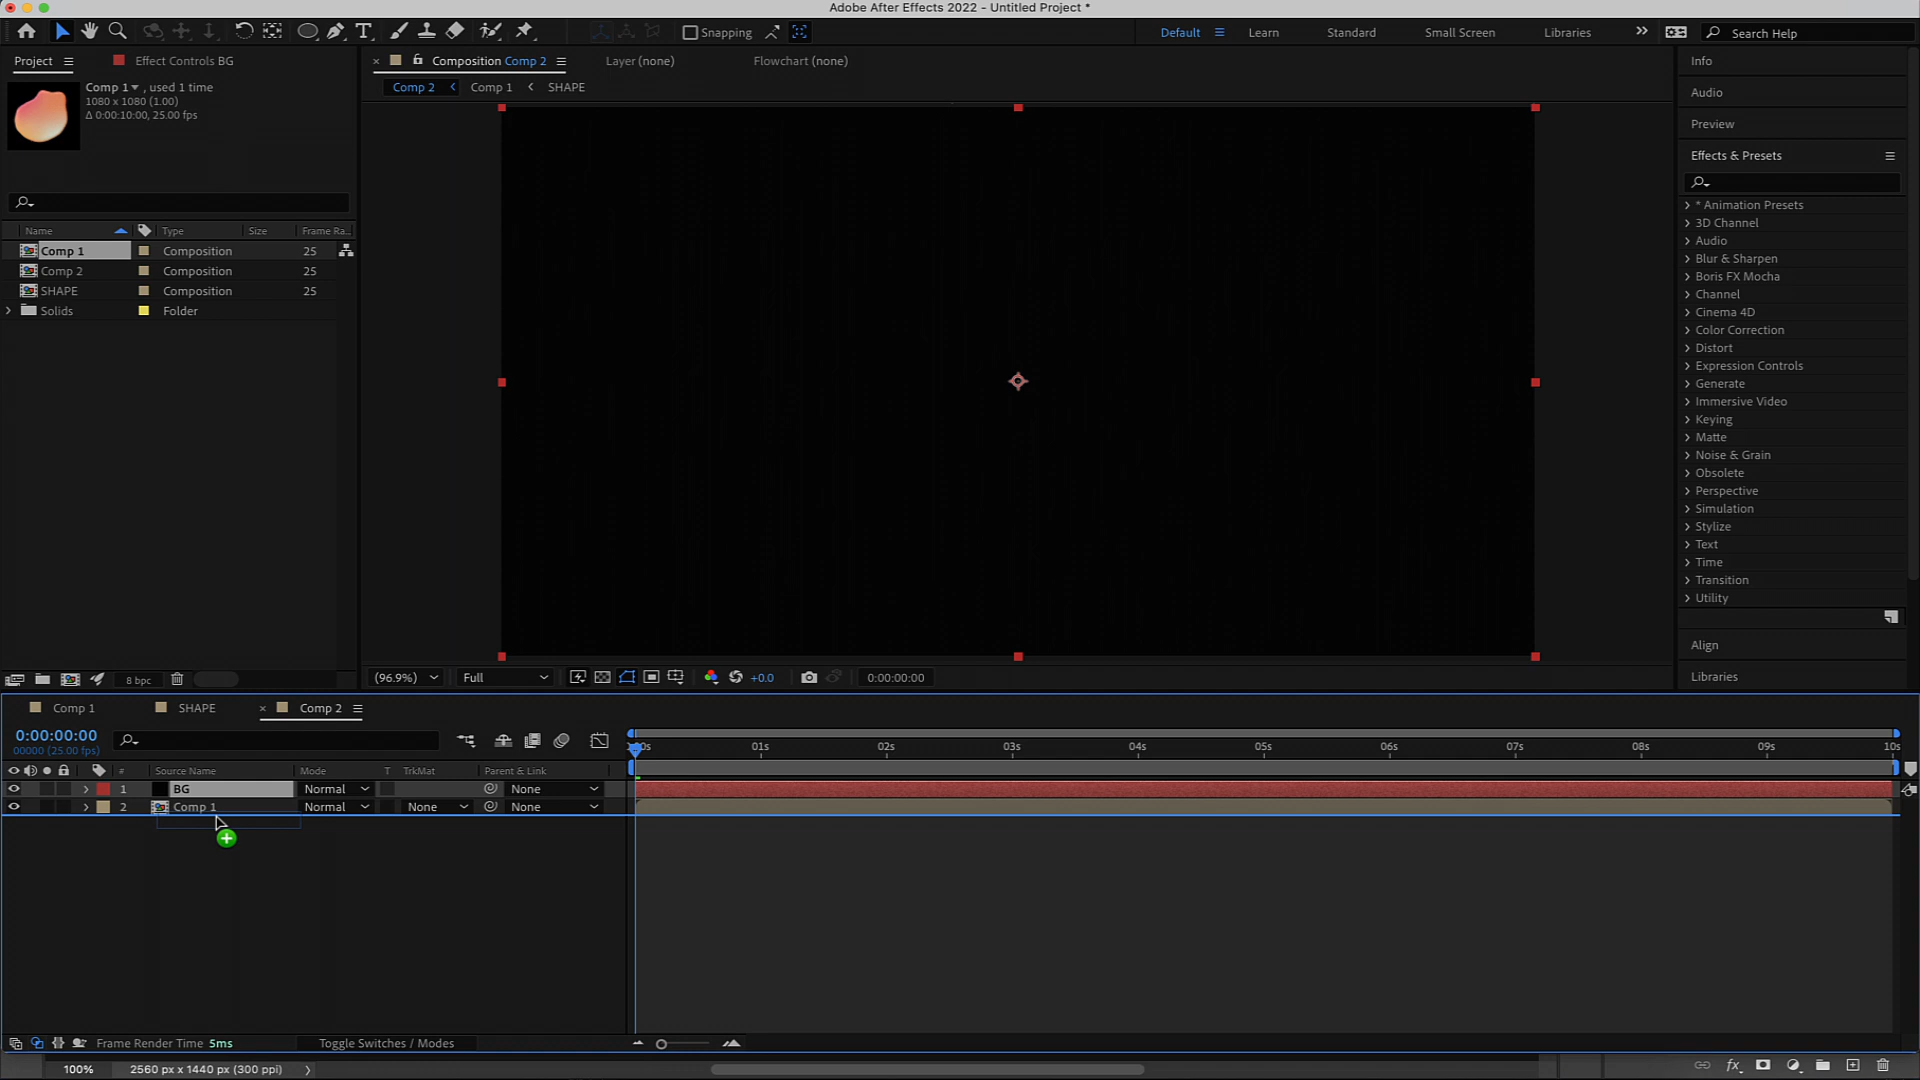 Adobe After Effects 2022 - Untitled Project *
Snapping
Default
Learn
Standard
Small Screen
Libraries
Search Help
Project
Effect Controls BG
Composition Comp 2
Layer (none)
Flowchart (none)
Comp 2
Comp 1
SHAPE
Comp 1, used 1 time
1080 x 1080 (1.00)
Δ 0:00:10:00, 25.00 fps
Name
Type
Size
Frame Ra...
Comp 1 Composition 25
Comp 2 Composition 25
SHAPE Composition 25
Solids Folder
8 bpc
(96.9%)
Full
+0.0
0:00:00:00
Info
Audio
Preview
Effects & Presets
* Animation Presets
3D Channel
Audio
Blur & Sharpen
Boris FX Mocha
Channel
Cinema 4D
Color Correction
Distort
Expression Controls
Generate
Immersive Video
Keying
Matte
Noise & Grain
Obsolete
Perspective
Simulation
Stylize
Text
Time
Transition
Utility
Align
Libraries
Comp 1
SHAPE
× Comp 2
0:00:00:00
00000 (25.00 fps)
01s 02s 03s 04s 05s 06s 07s 08s 09s 10s
# Source Name Mode T TrkMat Parent & Link
1 BG Normal None
2 Comp 1 Normal None None
Frame Render Time 5ms
Toggle Switches / Modes
100% 2560 px x 1440 px (300 ppi)
fx